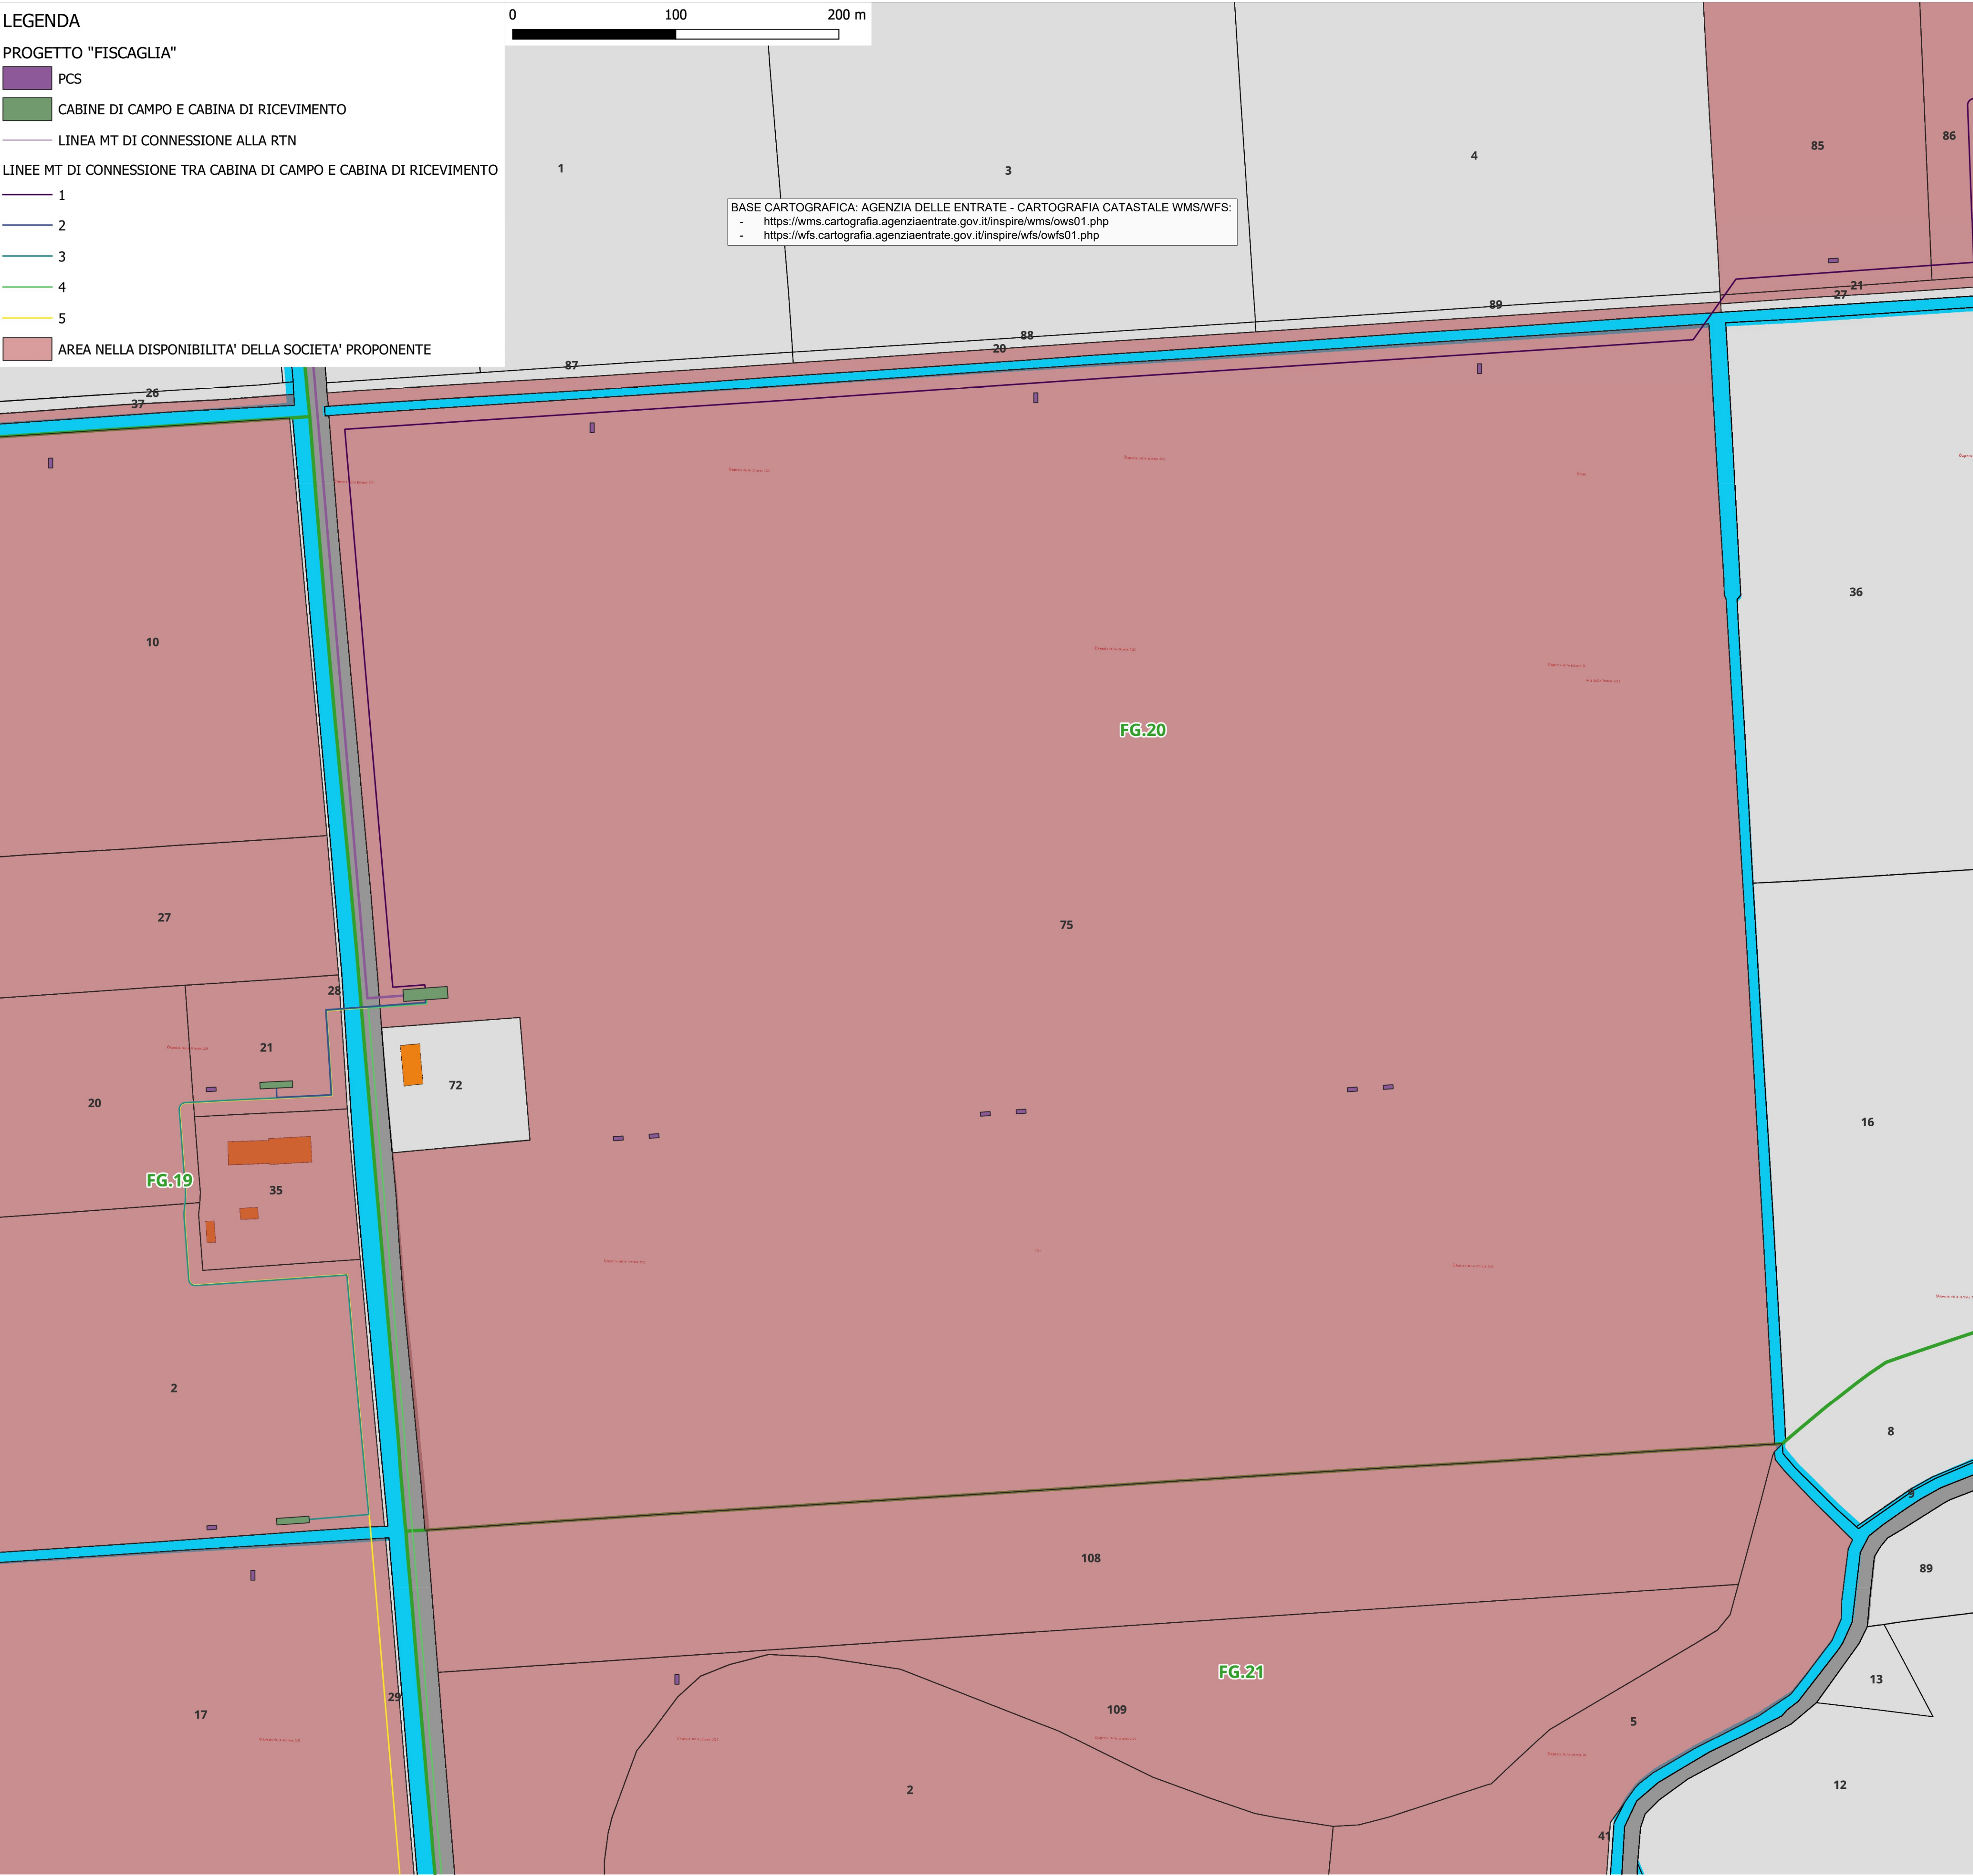 LEGENDA
PROGETTO "FISCAGLIA"
PCS
CABINE DI CAMPO E CABINA DI RICEVIMENTO
LINEA MT DI CONNESSIONE ALLA RTN
LINEE MT DI CONNESSIONE TRA CABINA DI CAMPO E CABINA DI RICEVIMENTO
1
2
3
4
5
AREA NELLA DISPONIBILITA' DELLA SOCIETA' PROPONENTE
0 100 200 m
1
3
4
85
86
BASE CARTOGRAFICA: AGENZIA DELLE ENTRATE - CARTOGRAFIA CATASTALE WMS/WFS:
- https://wms.cartografia.agenziaentrate.gov.it/inspire/wms/ows01.php
- https://wfs.cartografia.agenziaentrate.gov.it/inspire/wfs/owfs01.php
21
27
89
88
20
87
26
37
36
10
FG.20
27
75
28
21
72
20
16
FG.19
35
2
8
9
108
89
FG.21
13
29
17
109
5
2
12
41